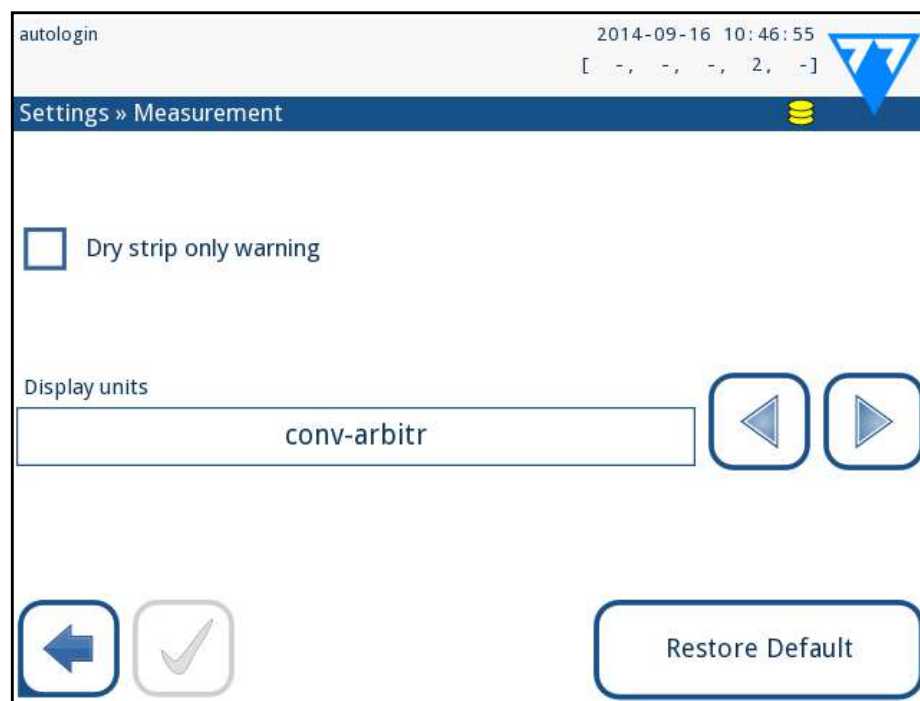 autologin
2014-09-16 10:46:55
[ -, -, -, 2, -]
Settings » Measurement
Dry strip only warning
Display units
conv-arbitr
Restore Default